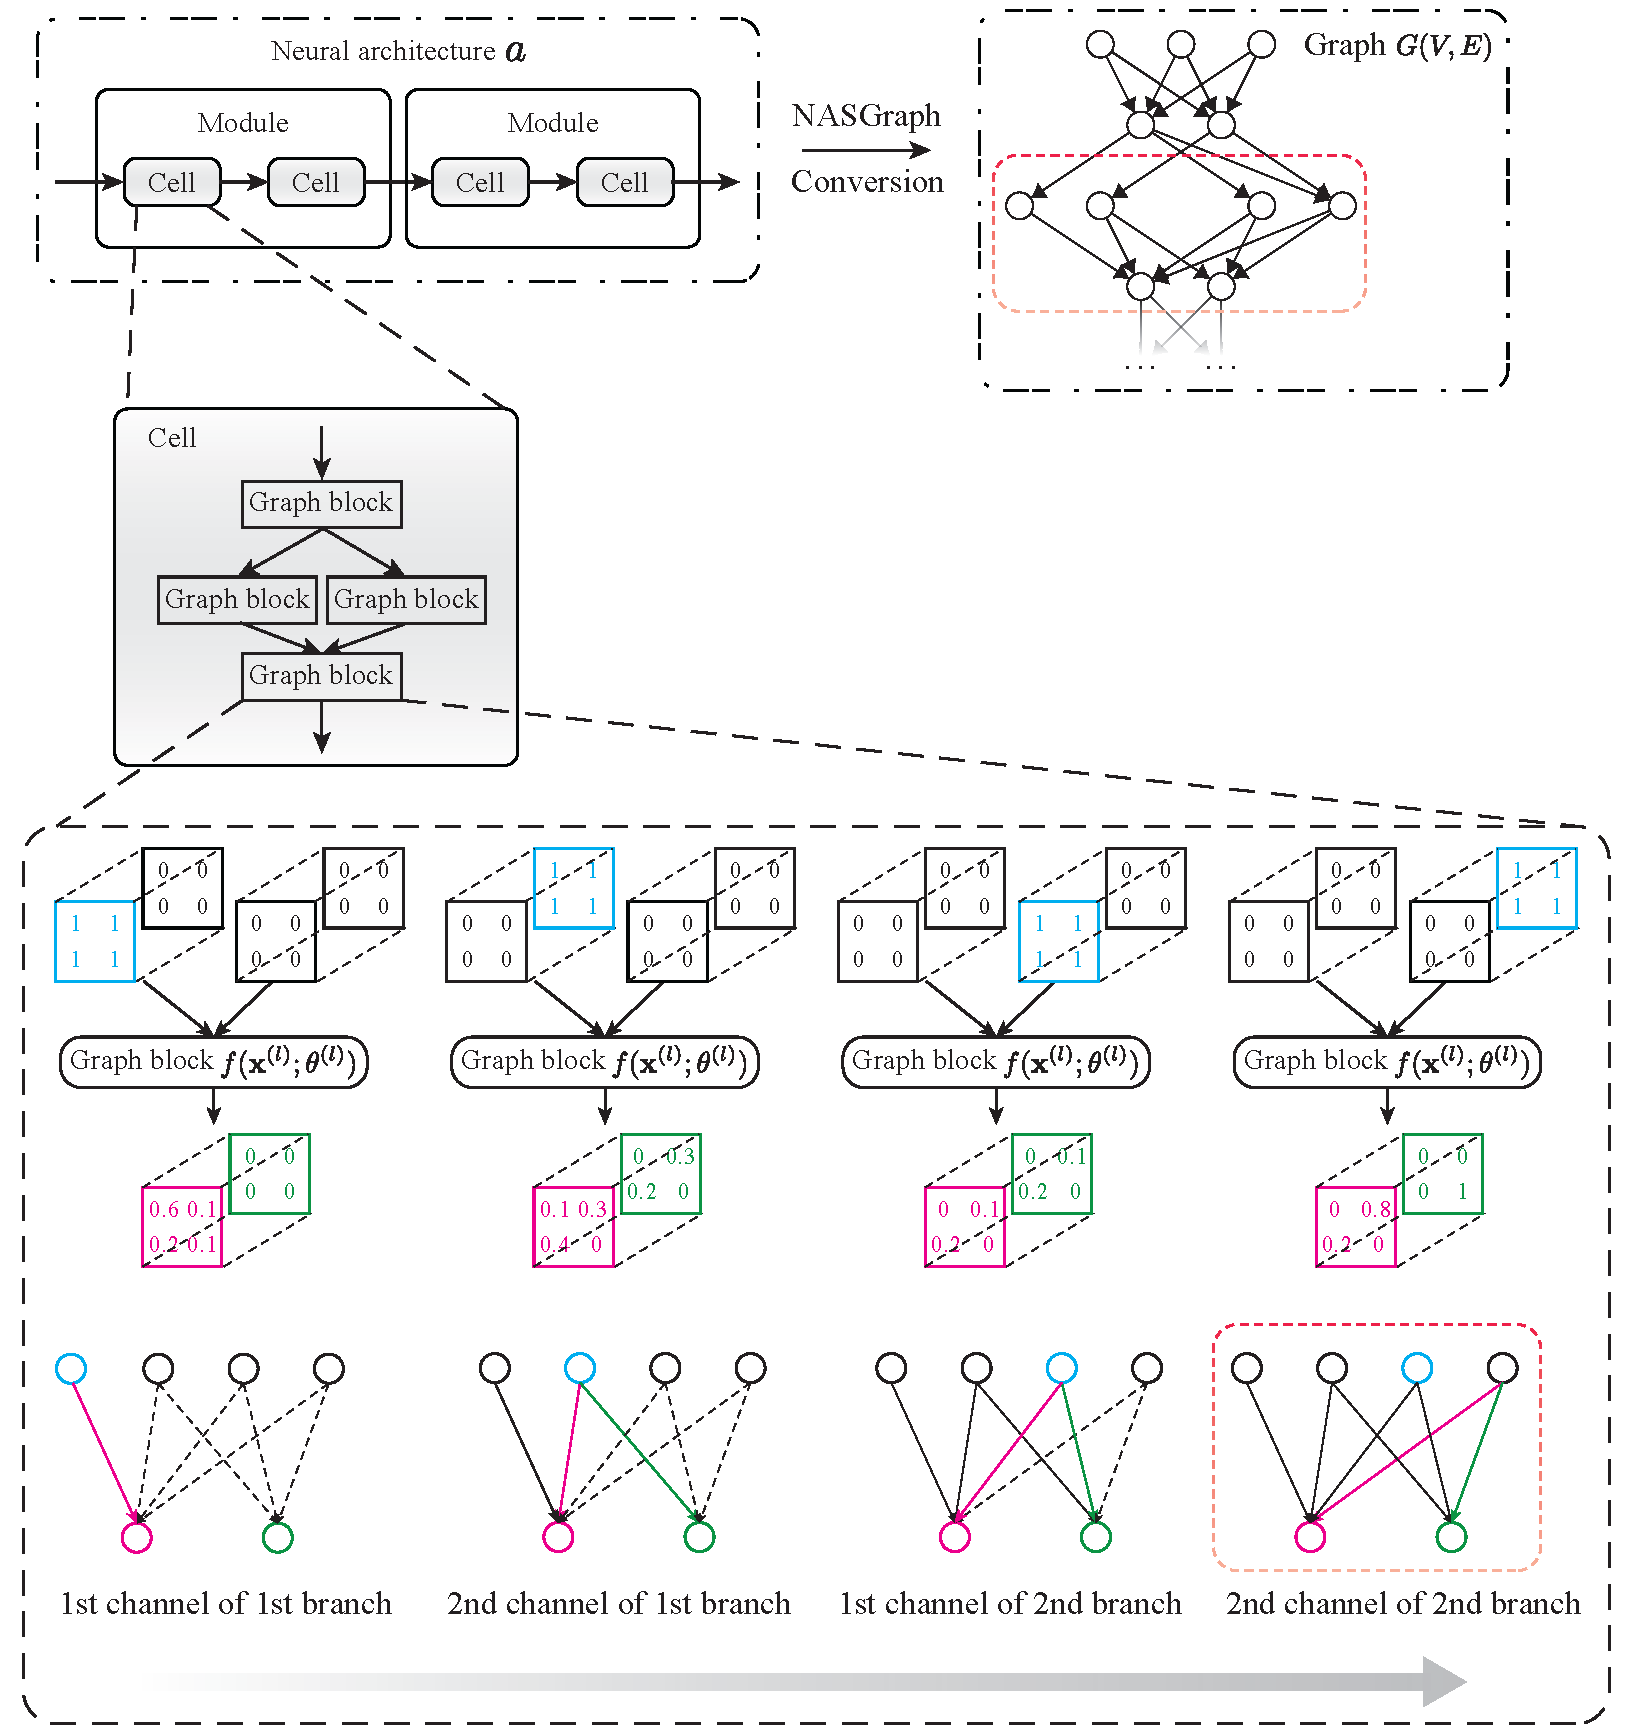 Neural architecture a
Module
Module
Cell
Cell
Cell
Cell
NASGraph
Conversion
Graph G(V, E)
... ...
Cell
Graph block
Graph block
Graph block
Graph block
0 0
0 0
1 1
1 1
0 0
0 0
0 0
0 0
1 1
1 1
0 0
0 0
0 0
0 0
0 0
0 0
0 0
0 0
0 0
0 0
0 0
0 0
1 1
1 1
0 0
0 0
0 0
0 0
1 1
1 1
0 0
0 0
Graph block f(x^(l); θ^(l))
Graph block f(x^(l); θ^(l))
Graph block f(x^(l); θ^(l))
Graph block f(x^(l); θ^(l))
0 0
0 0
0.6 0.1
0.2 0.1
0 0.3
0.2 0
0.1 0.3
0.4 0
0 0.1
0.2 0
0 0.1
0.2 0
0 0
0 1
0 0.8
0.2 0
1st channel of 1st branch
2nd channel of 1st branch
1st channel of 2nd branch
2nd channel of 2nd branch